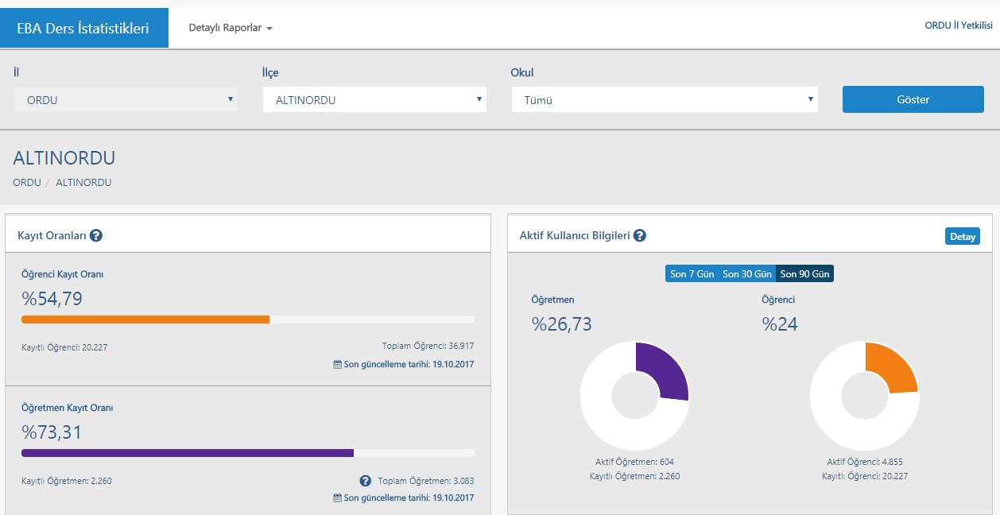 EBA Ders İstatistikleri
Detaylı Raporlar
ORDU İl Yetkilisi
İl
İlçe
Okul
ORDU
ALTINORDU
Tümü
Göster
ALTINORDU
ORDU / ALTINORDU
Kayıt Oranları ?
Öğrenci Kayıt Oranı
%54,79
Kayıtlı Öğrenci: 20.227
Toplam Öğrenci: 36.917
Son güncelleme tarihi: 19.10.2017
Öğretmen Kayıt Oranı
%73,31
Kayıtlı Öğretmen: 2.260
? Toplam Öğretmen: 3.083
Son güncelleme tarihi: 19.10.2017
Aktif Kullanıcı Bilgileri ?
Detay
Son 7 Gün Son 30 Gün Son 90 Gün
Öğretmen
%26,73
Aktif Öğretmen: 604
Kayıtlı Öğretmen: 2.260
Öğrenci
%24
Aktif Öğrenci: 4.855
Kayıtlı Öğrenci: 20.227